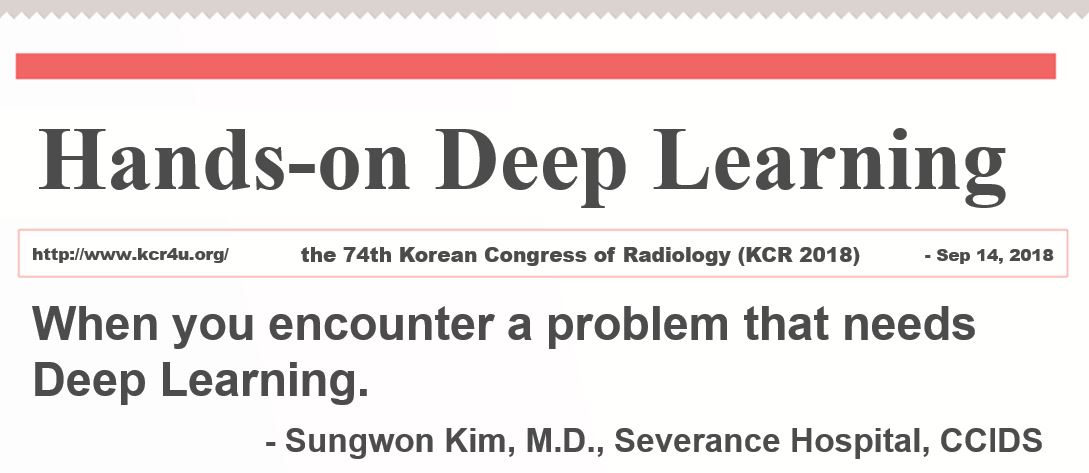 Hands-on Deep Learning
http://www.kcr4u.org/ the 74th Korean Congress of Radiology (KCR 2018) - Sep 14, 2018
When you encounter a problem that needs
Deep Learning.
- Sungwon Kim, M.D., Severance Hospital, CCIDS